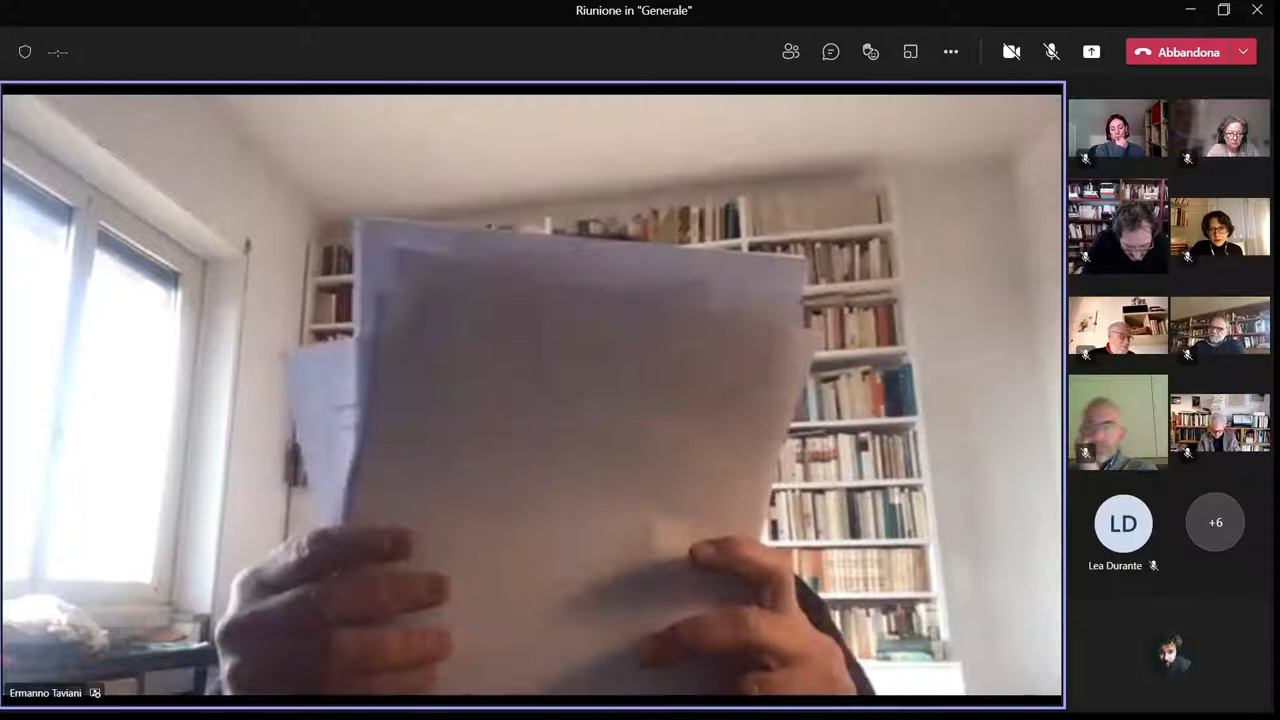 Riunione in "Generale"
--:--
Abbandona
LD
+6
Lea Durante
Ermanno Taviani